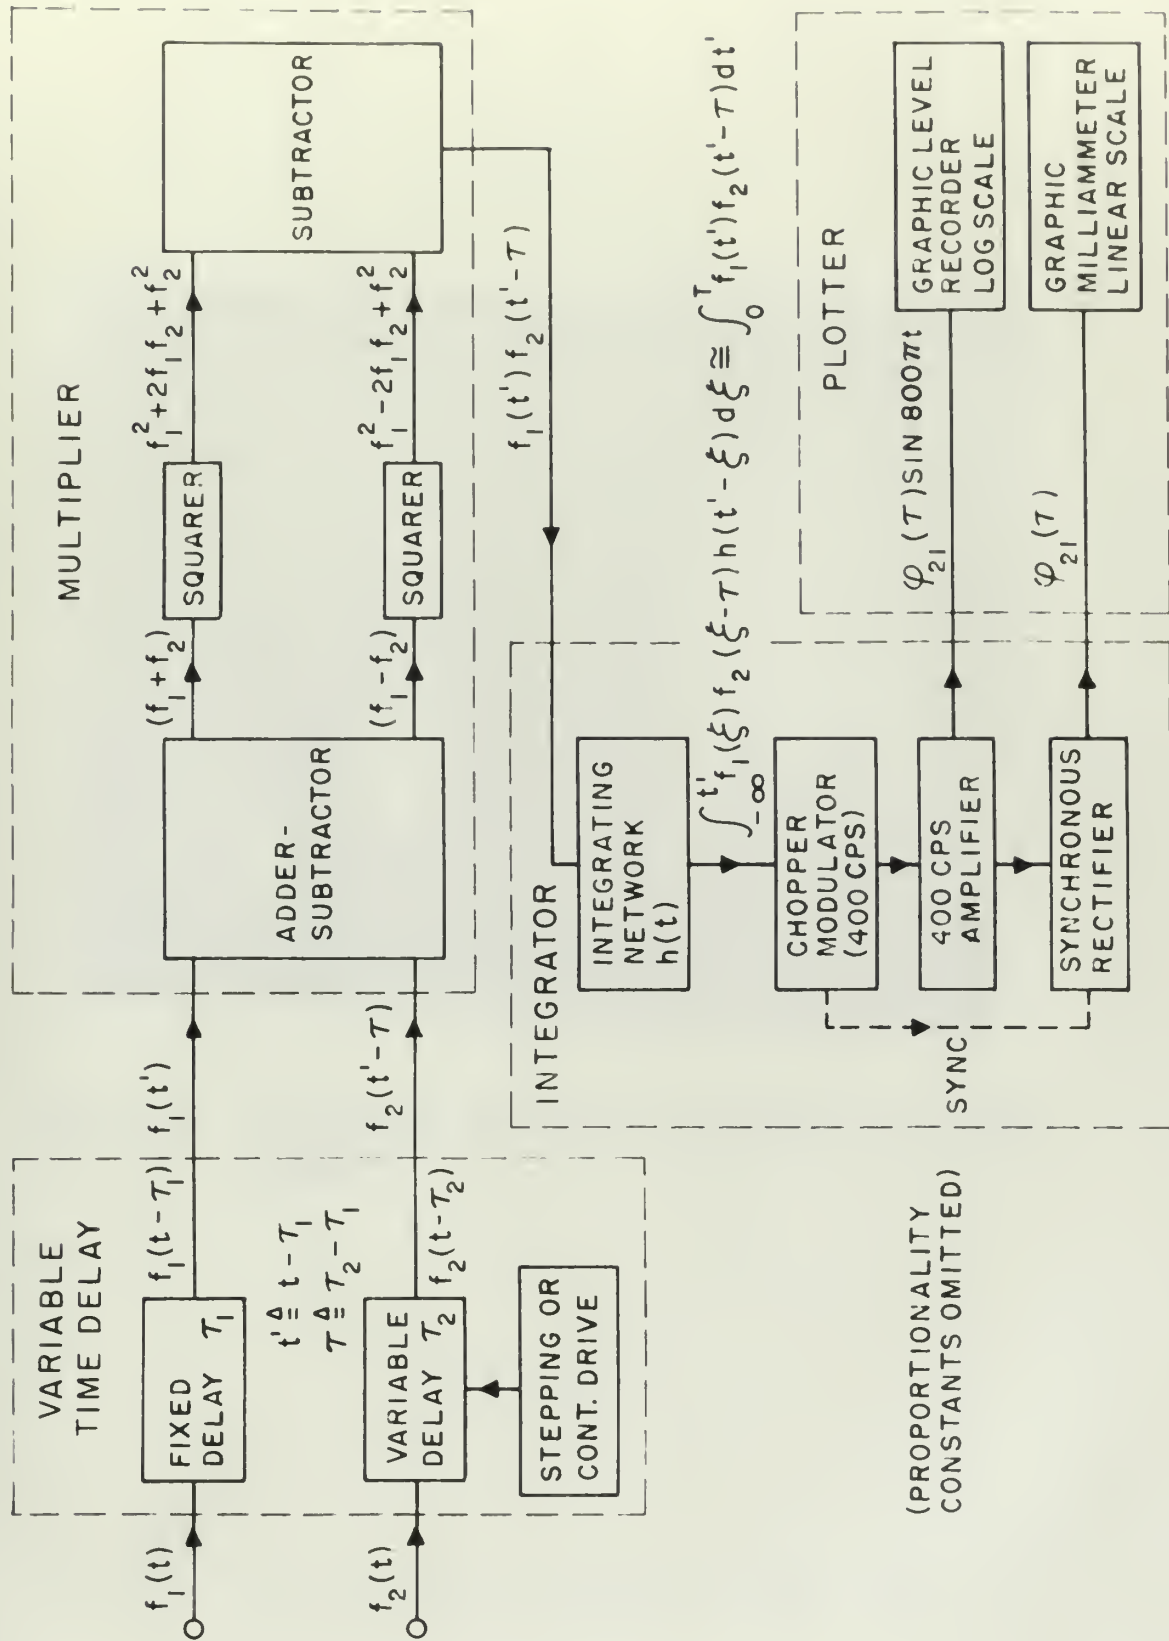 VARIABLE
TIME DELAY
f₁(t)
FIXED
DELAY τ₁
f₁(t-τ₁)
f₁(t')
t' ≜ t-τ₁
τ ≜ τ₂-τ₁
f₂(t)
VARIABLE
DELAY τ₂
f₂(t-τ₂)
f₂(t'-τ)
STEPPING OR
CONT. DRIVE
MULTIPLIER
ADDER-
SUBTRACTOR
(f₁+f₂)
SQUARER
f₁²+2f₁f₂+f₂²
(f₁-f₂)
SQUARER
f₁²-2f₁f₂+f₂²
SUBTRACTOR
f₁(t')f₂(t'-τ)
INTEGRATOR
INTEGRATING
NETWORK
h(t)
∫₋∞^t' f₁(ξ)f₂(ξ-τ)h(t'-ξ)dξ ≅ ∫₀^T f₁(t')f₂(t'-τ)dt'
CHOPPER
MODULATOR
(400 CPS)
400 CPS
AMPLIFIER
SYNCHRONOUS
RECTIFIER
SYNC
PLOTTER
φ₂₁(τ)SIN 800πt
GRAPHIC LEVEL
RECORDER
LOG SCALE
φ₂₁(τ)
GRAPHIC
MILLIAMMETER
LINEAR SCALE
(PROPORTIONALITY
CONSTANTS OMITTED)